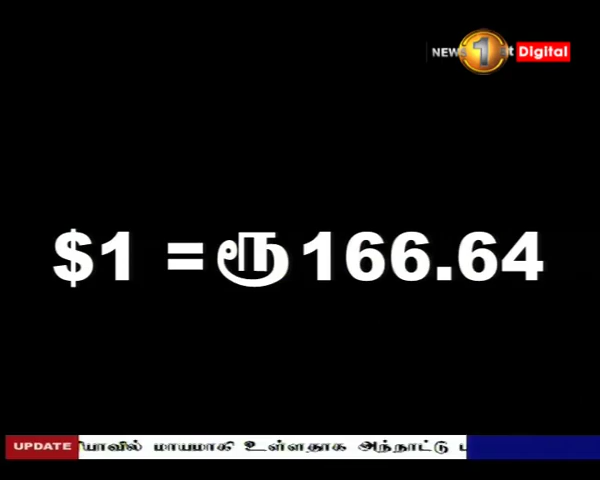 NEWS 1st Digital
$1 = ரூ 166.64
UPDATE யாவில் மாயமாகி உள்ளதாக அந்நாட்டு